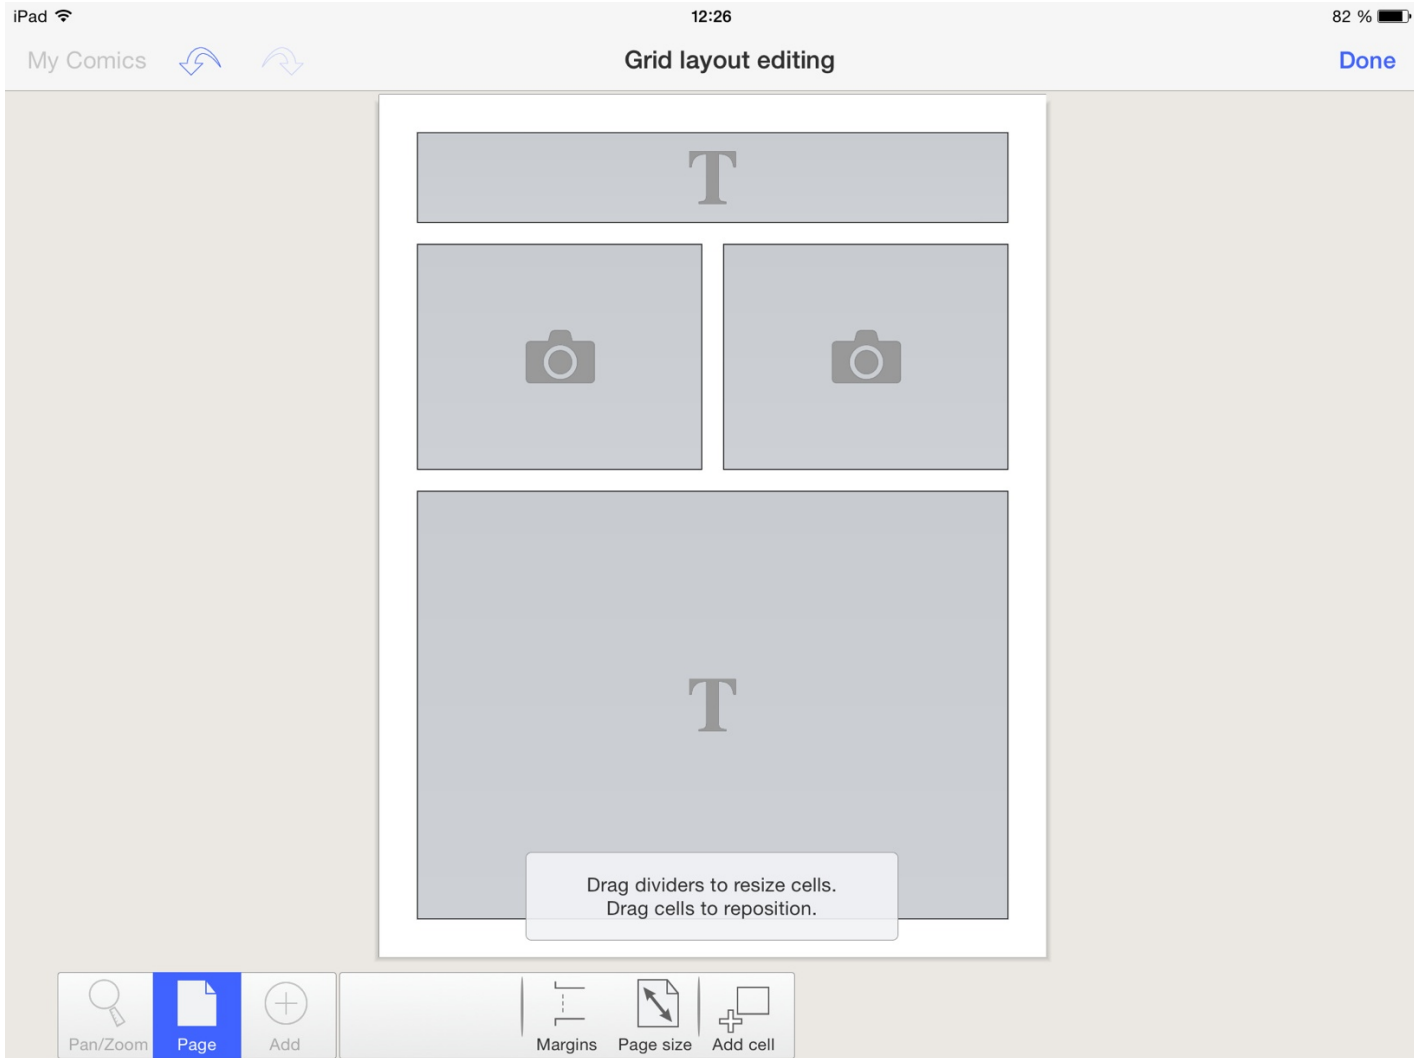 iPad
12:26
82 %
My Comics
Grid layout editing
Done
T
T
Drag dividers to resize cells.
Drag cells to reposition.
Pan/Zoom
Page
Add
Margins
Page size
Add cell